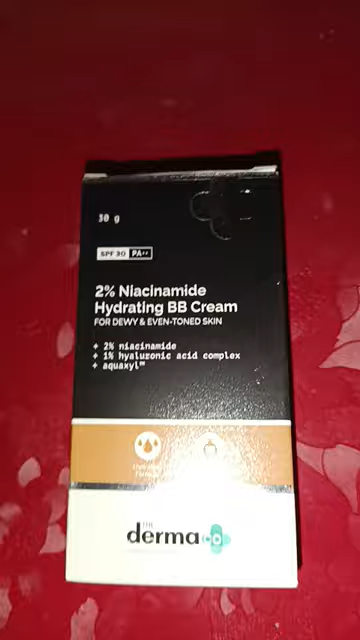 30 g
SPF 30 PA++
2% Niacinamide
Hydrating BB Cream
FOR DEWY & EVEN-TONED SKIN
+ 2% niacinamide
+ 1% hyaluronic acid complex
+ aquaxyl™
THE
derma co